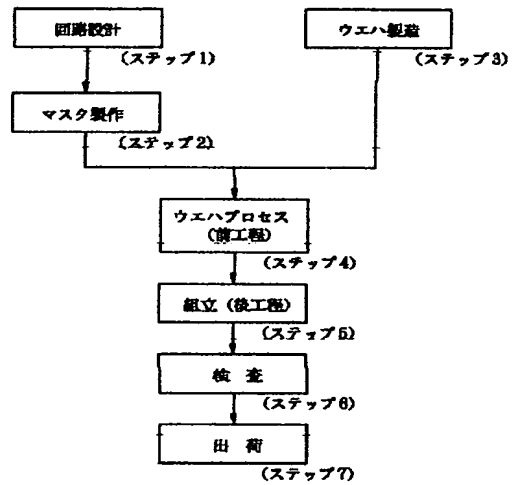 回路設計
(ステップ1)
ウエハ製造
(ステップ3)
マスク製作
(ステップ2)
ウエハプロセス
(前工程)
(ステップ4)
組立(後工程)
(ステップ5)
検 査
(ステップ6)
出 荷
(ステップ7)